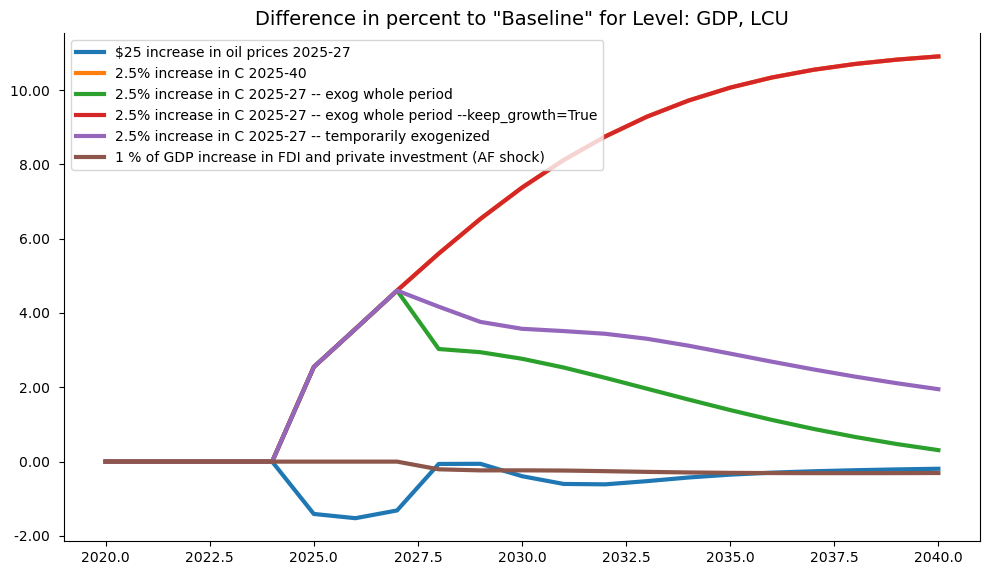 Difference in percent to "Baseline" for Level: GDP, LCU
$25 increase in oil prices 2025-27
2.5% increase in C 2025-40
2.5% increase in C 2025-27 -- exog whole period
2.5% increase in C 2025-27 -- exog whole period --keep_growth=True
2.5% increase in C 2025-27 -- temporarily exogenized
1 % of GDP increase in FDI and private investment (AF shock)
10.00
8.00
6.00
4.00
2.00
0.00
-2.00
2020.0 2022.5 2025.0 2027.5 2030.0 2032.5 2035.0 2037.5 2040.0